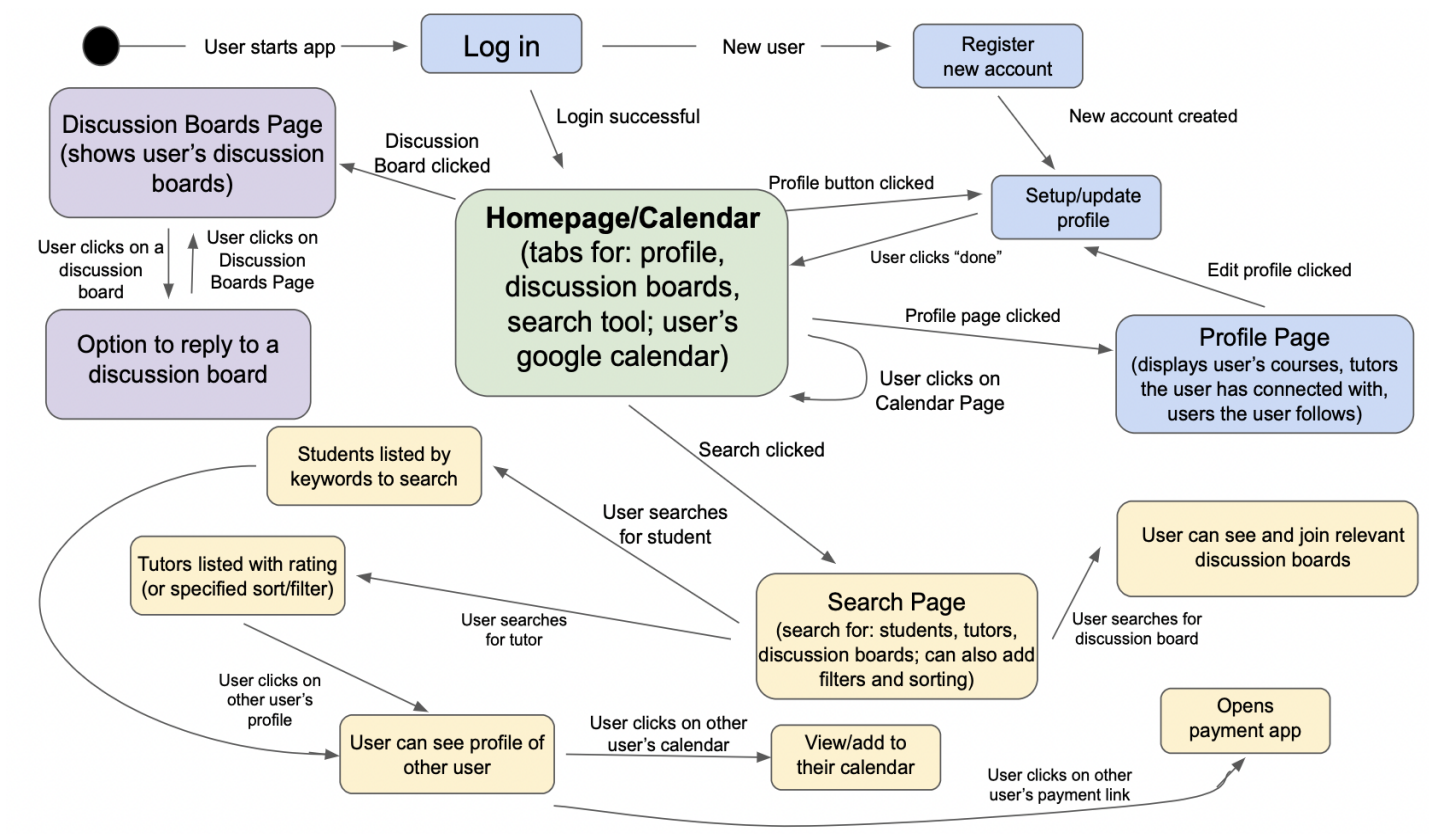 User starts app
Log in
New user
Register
new account
Login successful
New account created
Discussion Boards Page
(shows user's discussion
boards)
Discussion
Board clicked
Homepage/Calendar
(tabs for: profile,
discussion boards,
search tool; user's
google calendar)
Profile button clicked
Setup/update
profile
User clicks “done”
Edit profile clicked
User clicks on a
discussion
board
User clicks on
Discussion
Boards Page
Option to reply to a
discussion board
Profile page clicked
Profile Page
(displays user's courses, tutors
the user has connected with,
users the user follows)
User clicks on
Calendar Page
Search clicked
Students listed by
keywords to search
User searches
for student
Tutors listed with rating
(or specified sort/filter)
User searches
for tutor
Search Page
(search for: students, tutors,
discussion boards; can also add
filters and sorting)
User can see and join relevant
discussion boards
User searches for
discussion board
User clicks on
other user's
profile
User can see profile of
other user
User clicks on other
user's calendar
View/add to
their calendar
Opens
payment app
User clicks on other
user's payment link